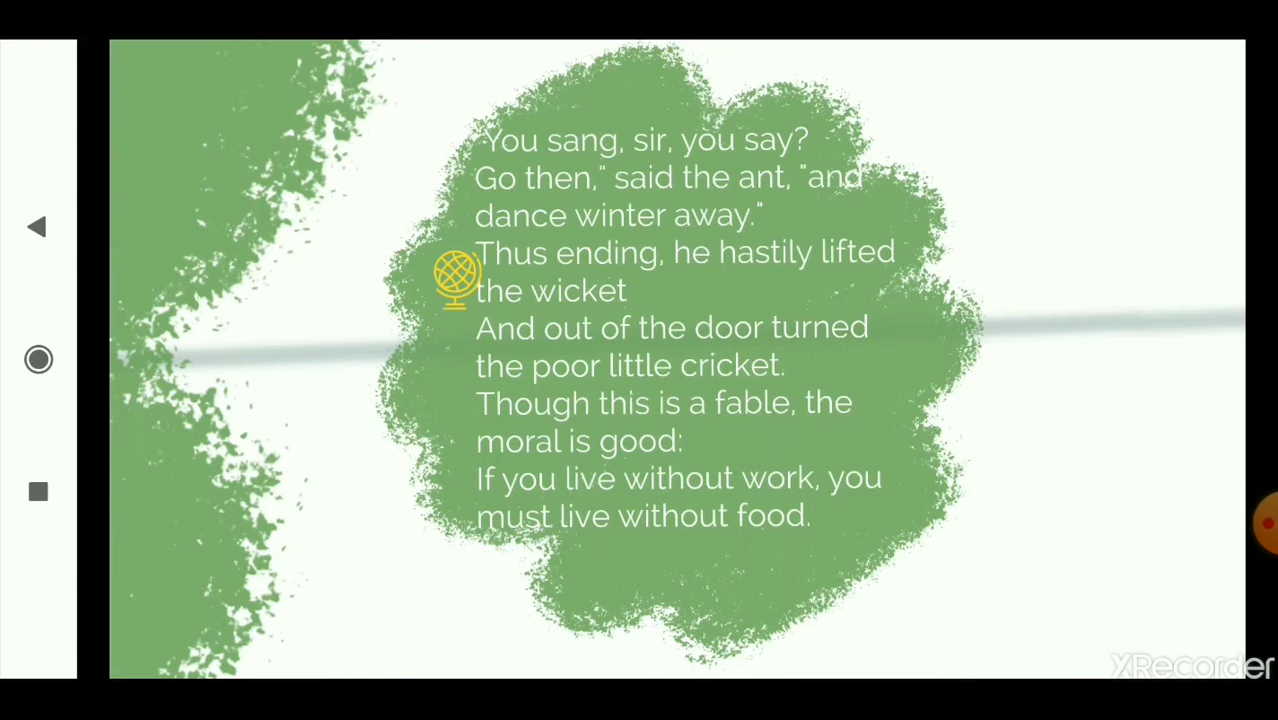 You sang, sir, you say?
Go then," said the ant, "and
dance winter away."
Thus ending, he hastily lifted
the wicket
And out of the door turned
the poor little cricket.
Though this is a fable, the
moral is good:
If you live without work, you
must live without food.
XRecorder